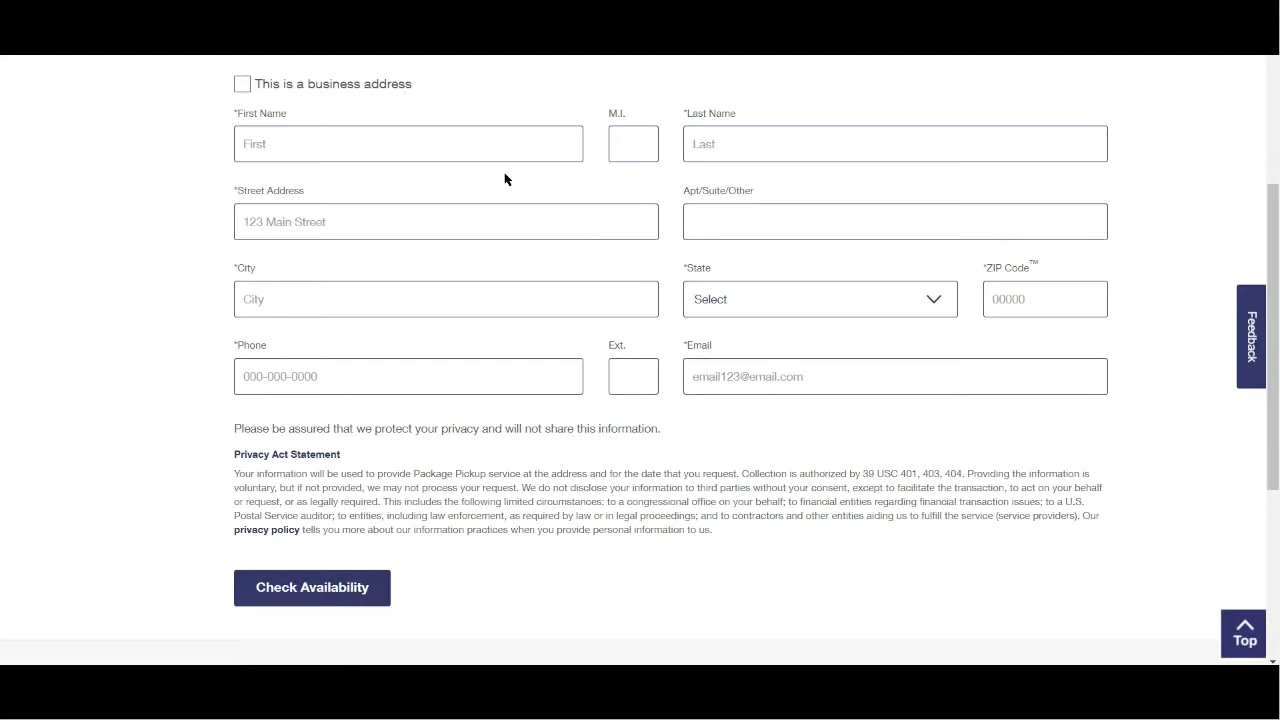 This is a business address
*First Name
M.I.
*Last Name
First
Last
*Street Address
Apt/Suite/Other
123 Main Street
*City
*State
*ZIP Code™
City
Select
00000
*Phone
Ext.
*Email
000-000-0000
email123@email.com
Please be assured that we protect your privacy and will not share this information.
Privacy Act Statement
Your information will be used to provide Package Pickup service at the address and for the date that you request. Collection is authorized by 39 USC 401, 403, 404. Providing the information is
voluntary, but if not provided, we may not process your request. We do not disclose your information to third parties without your consent, except to facilitate the transaction, to act on your behalf
or request, or as legally required. This includes the following limited circumstances: to a congressional office on your behalf; to financial entities regarding financial transaction issues; to a U.S.
Postal Service auditor; to entities, including law enforcement, as required by law or in legal proceedings; and to contractors and other entities aiding us to fulfill the service (service providers). Our
privacy policy tells you more about our information practices when you provide personal information to us.
Check Availability
Feedback
Top